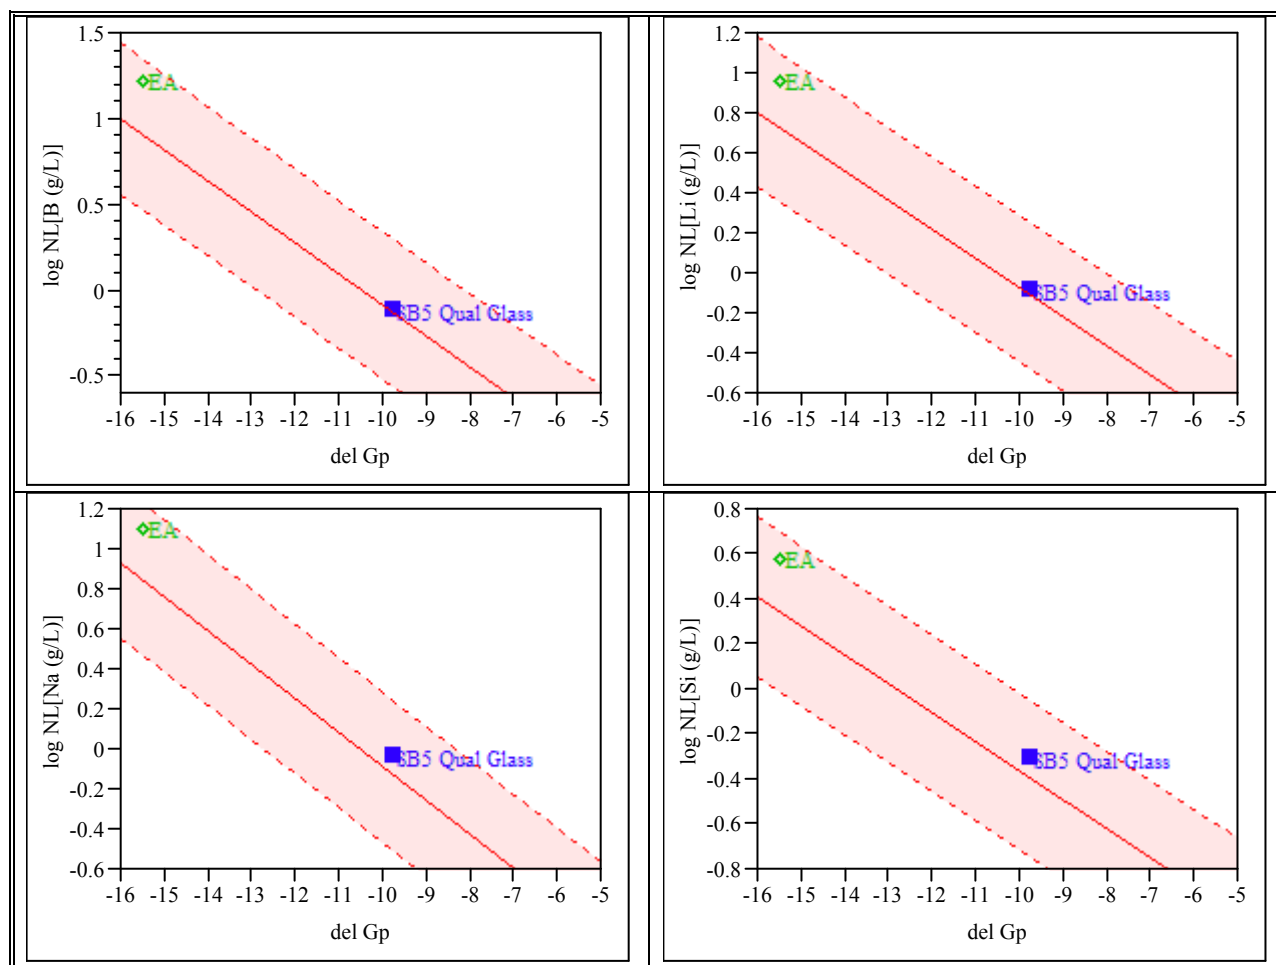 log NL[B (g/L)]
1.5
1
0.5
0
-0.5
EA
SB5 Qual Glass
-16 -15 -14 -13 -12 -11 -10 -9 -8 -7 -6 -5
del Gp
log NL[Li (g/L)]
1.2
1
0.8
0.6
0.4
0.2
0
-0.2
-0.4
-0.6
EA
SB5 Qual Glass
-16 -15 -14 -13 -12 -11 -10 -9 -8 -7 -6 -5
del Gp
log NL[Na (g/L)]
1.2
1
0.8
0.6
0.4
0.2
0
-0.2
-0.4
-0.6
EA
SB5 Qual Glass
-16 -15 -14 -13 -12 -11 -10 -9 -8 -7 -6 -5
del Gp
log NL[Si (g/L)]
0.8
0.6
0.4
0.2
0
-0.2
-0.4
-0.6
-0.8
EA
SB5 Qual Glass
-16 -15 -14 -13 -12 -11 -10 -9 -8 -7 -6 -5
del Gp